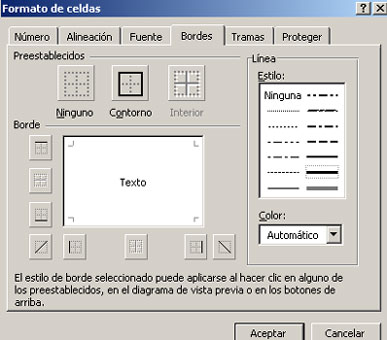 Formato de celdas
Número Alineación Fuente Bordes Tramas Proteger
Preestablecidos
Ninguno Contorno Interior
Borde
Texto
Línea
Estilo:
Ninguna
Color:
Automático
El estilo de borde seleccionado puede aplicarse al hacer clic en alguno de
los preestablecidos, en el diagrama de vista previa o en los botones de
arriba.
Aceptar Cancelar